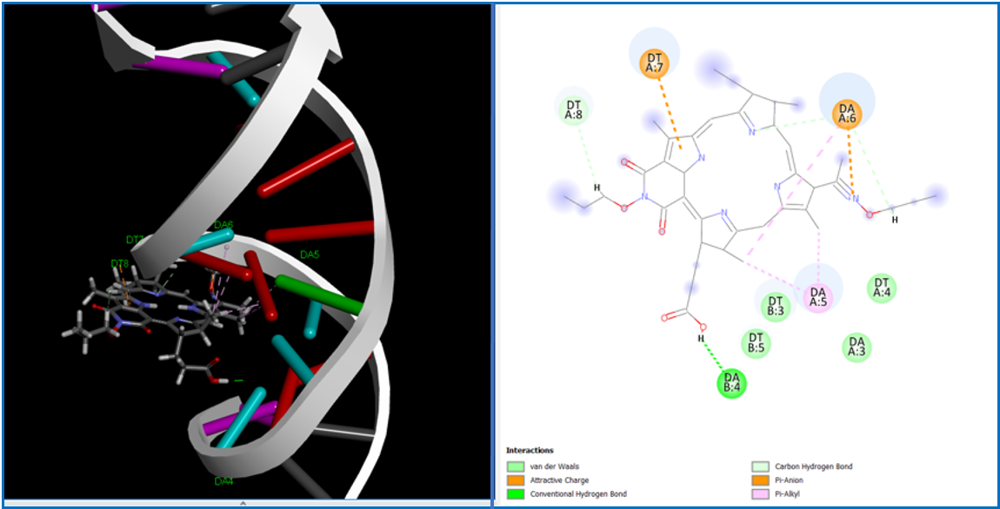 DA6
DT7
DA5
DT8
DA4
DT
A:7
DT
A:8
DA
A:6
N
N
H
O
N
O
O
N
N
N
O
H
DT
A:4
DT
B:3
DA
A:5
O
O
H
DT
B:5
DA
A:3
DA
B:4
Interactions
van der Waals
Attractive Charge
Conventional Hydrogen Bond
Carbon Hydrogen Bond
Pi-Anion
Pi-Alkyl